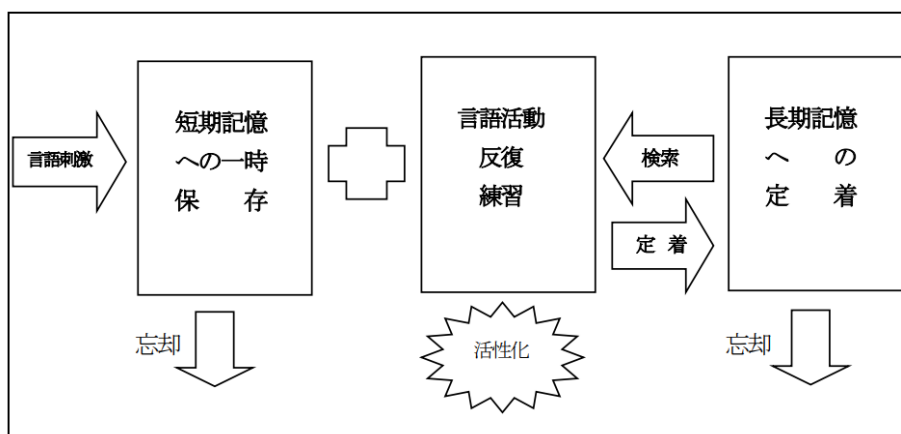 言語刺激
短期記憶
への一時
保存
忘却
言語活動
反復
練習
活性化
検索
定着
長期記憶
への
定着
忘却